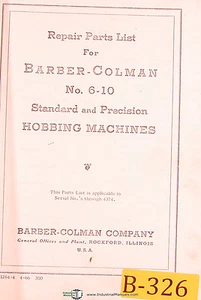 Repair Parts List
For
BARBER-COLMAN
No. 6-10
Standard and Precision
HOBBING MACHINES
This Parts List is applicable to
Serial No.'s through 4374.
BARBER-COLMAN COMPANY
General Offices and Plant, ROCKFORD, ILLINOIS
U.S.A.
B-326